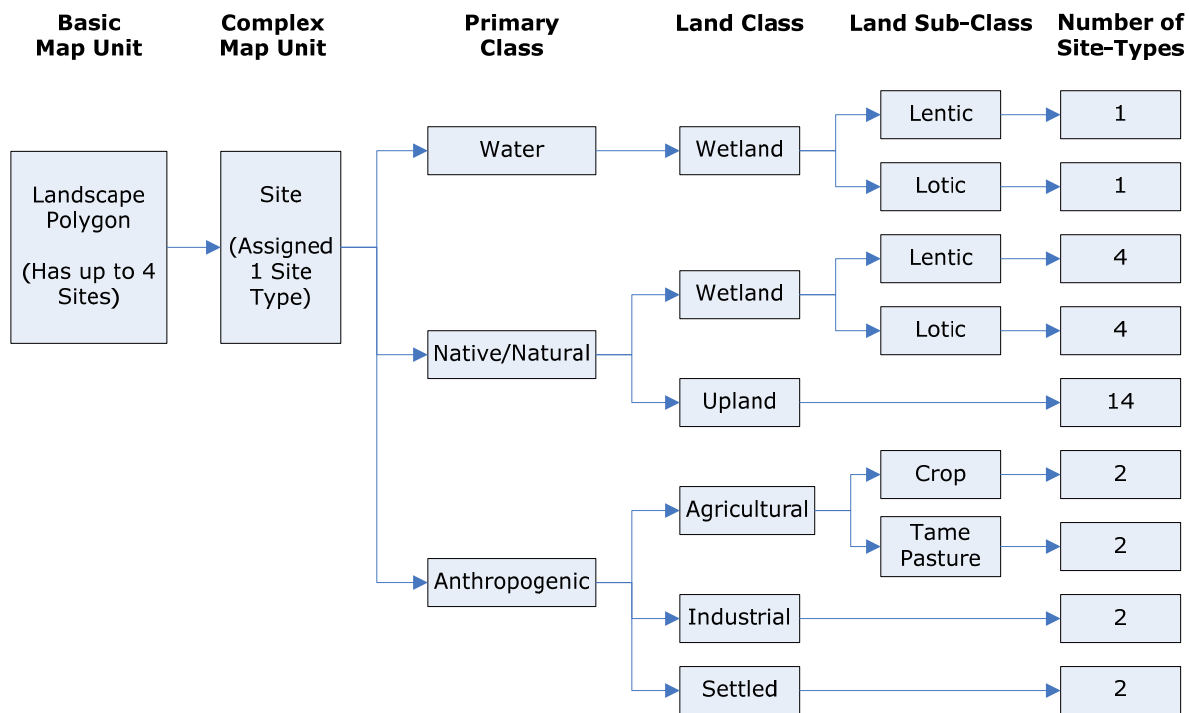 Basic
Map Unit
Complex
Map Unit
Primary
Class
Land Class
Land Sub-Class
Number of
Site-Types
Landscape
Polygon
(Has up to 4
Sites)
Site
(Assigned
1 Site
Type)
Water
Wetland
Lentic
1
Lotic
1
Native/Natural
Wetland
Lentic
4
Lotic
4
Upland
14
Anthropogenic
Agricultural
Crop
2
Tame
Pasture
2
Industrial
2
Settled
2